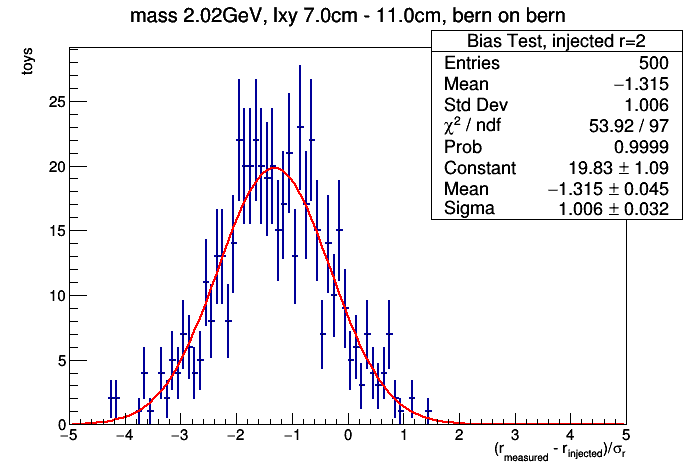 mass 2.02GeV, lxy 7.0cm - 11.0cm, bern on bern
Bias Test, injected r=2
Entries 500
Mean −1.315
Std Dev 1.006
χ² / ndf 53.92 / 97
Prob 0.9999
Constant 19.83 ± 1.09
Mean −1.315 ± 0.045
Sigma 1.006 ± 0.032
toys
25
20
15
10
5
0
−5 −4 −3 −2 −1 0 1 2 3 4 5
(r_measured - r_injected)/σ_r